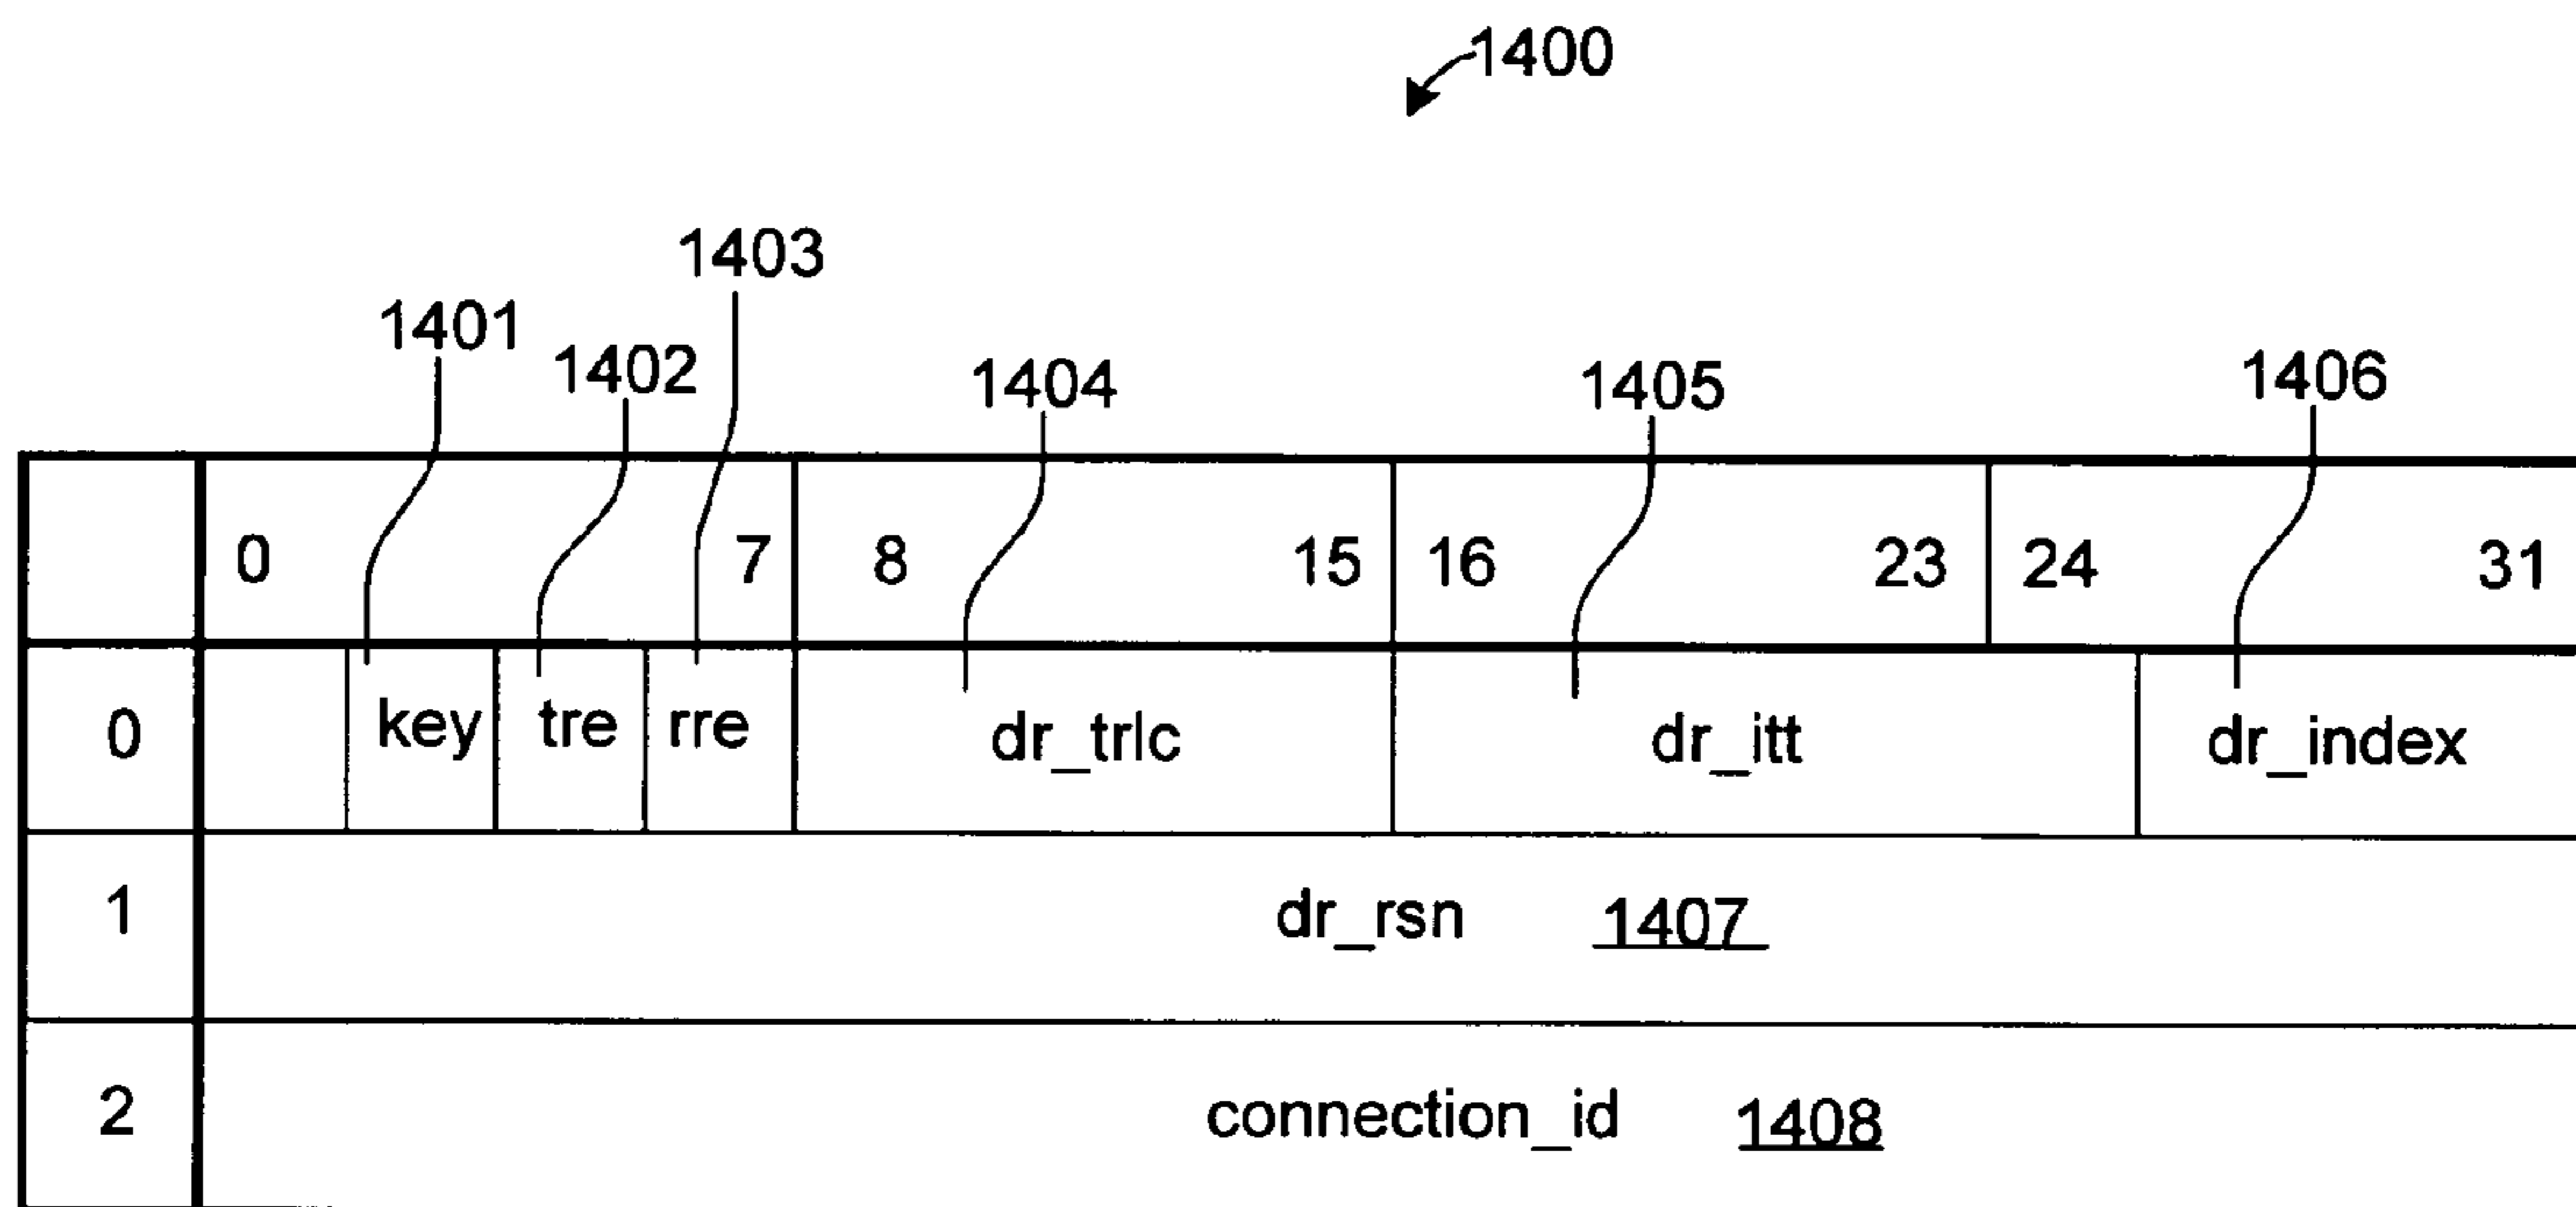 1400
1403
1401
1402
1404
1405
1406
0 7 8 15 16 23 24 31
0 key tre rre dr_trlc dr_itt dr_index
1 dr_rsn 1407
2 connection_id 1408